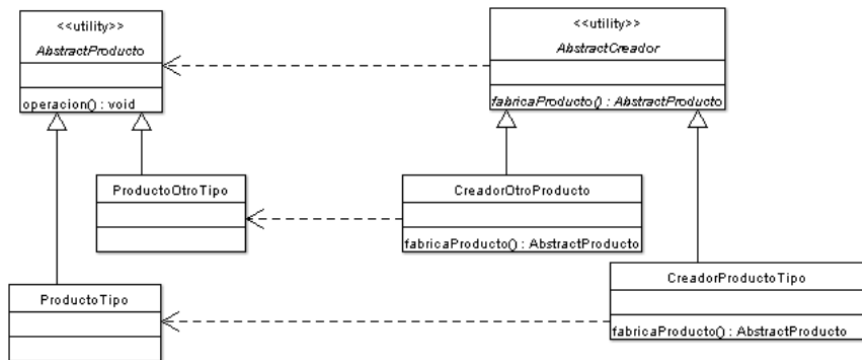 <<utility>>
AbstractProducto
operacion() : void
<<utility>>
AbstractCreador
fabricaProducto() : AbstractProducto
ProductoOtroTipo
CreadorOtroProducto
fabricaProducto() : AbstractProducto
CreadorProductoTipo
fabricaProducto() : AbstractProducto
ProductoTipo